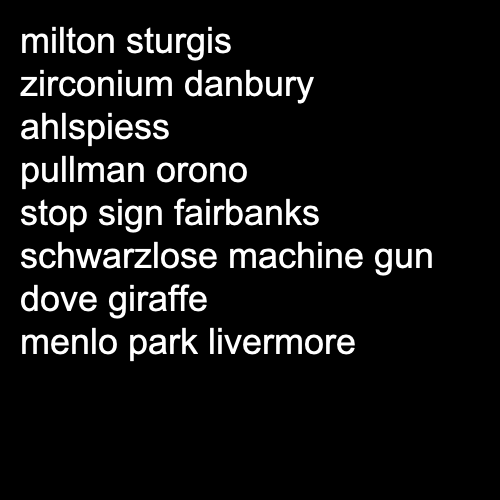 milton sturgis
zirconium danbury
ahlspiess
pullman orono
stop sign fairbanks
schwarzlose machine gun
dove giraffe
menlo park livermore